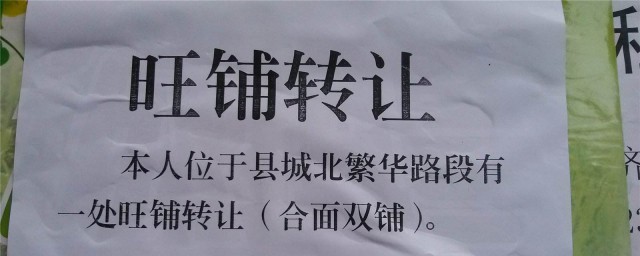 旺铺转让
本人位于县城北繁华路段有
一处旺铺转让（合面双铺）。